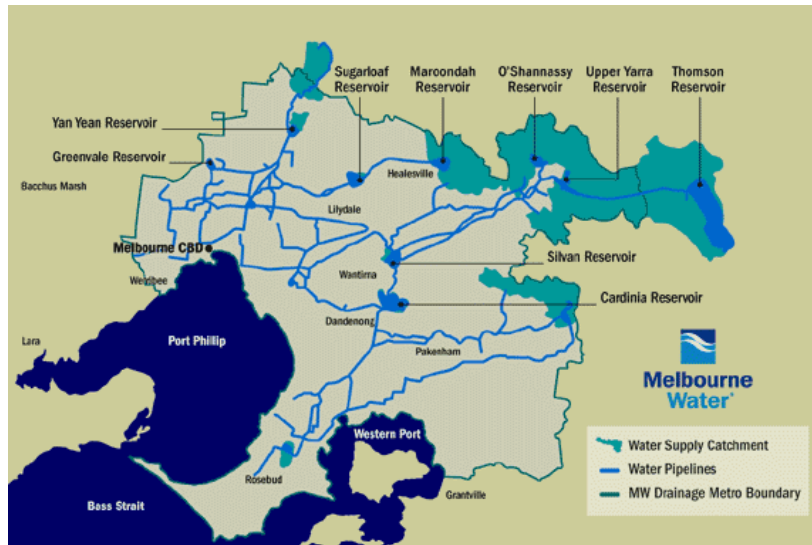 Sugarloaf
Reservoir
Maroondah
Reservoir
O'Shannassy
Reservoir
Upper Yarra
Reservoir
Thomson
Reservoir
Yan Yean Reservoir
Greenvale Reservoir
Bacchus Marsh
Healesville
Lilydale
Melbourne CBD
Silvan Reservoir
Werribee
Wantirna
Cardinia Reservoir
Dandenong
Lara
Port Phillip
Pakenham
Melbourne
Water
Western Port
Water Supply Catchment
Rosebud
Water Pipelines
Grantville
MW Drainage Metro Boundary
Bass Strait